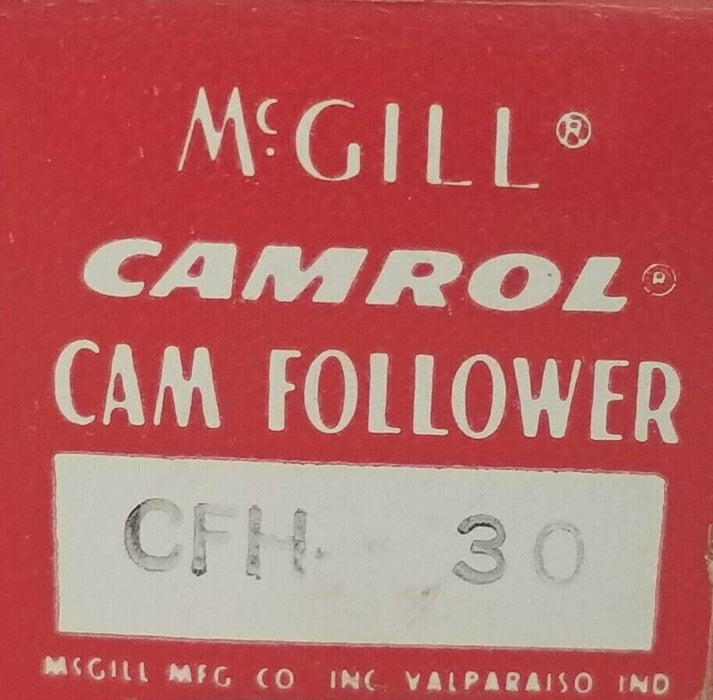 McGILL®
CAMROL®
CAM FOLLOWER
CFH. 30
McGILL MFG CO INC VALPARAISO IND